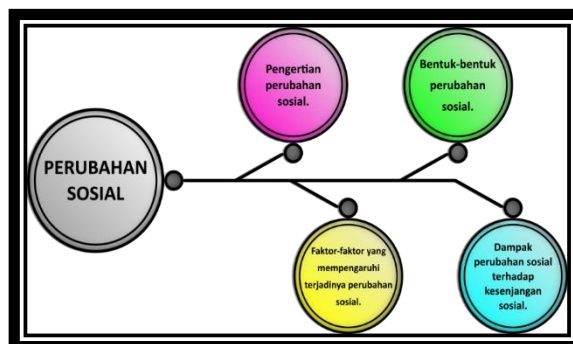 PERUBAHAN
SOSIAL
Pengertian
perubahan
sosial.
Bentuk-bentuk
perubahan
sosial.
Faktor-faktor yang
mempengaruhi
terjadinya perubahan
sosial.
Dampak
perubahan sosial
terhadap
kesenjangan
sosial.